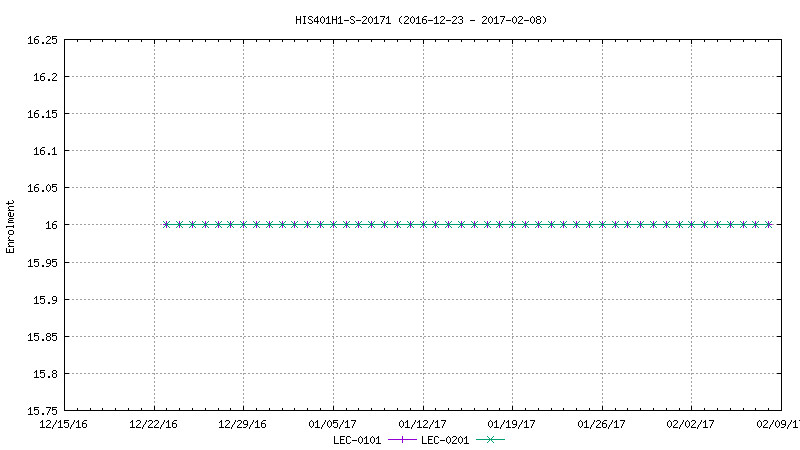 HIS401H1-S-20171 (2016-12-23 - 2017-02-08)
16.25
16.2
16.15
16.1
16.05
16
15.95
15.9
15.85
15.8
15.75
Enrolment
12/15/16 12/22/16 12/29/16 01/05/17 01/12/17 01/19/17 01/26/17 02/02/17 02/09/17
LEC-0101 LEC-0201